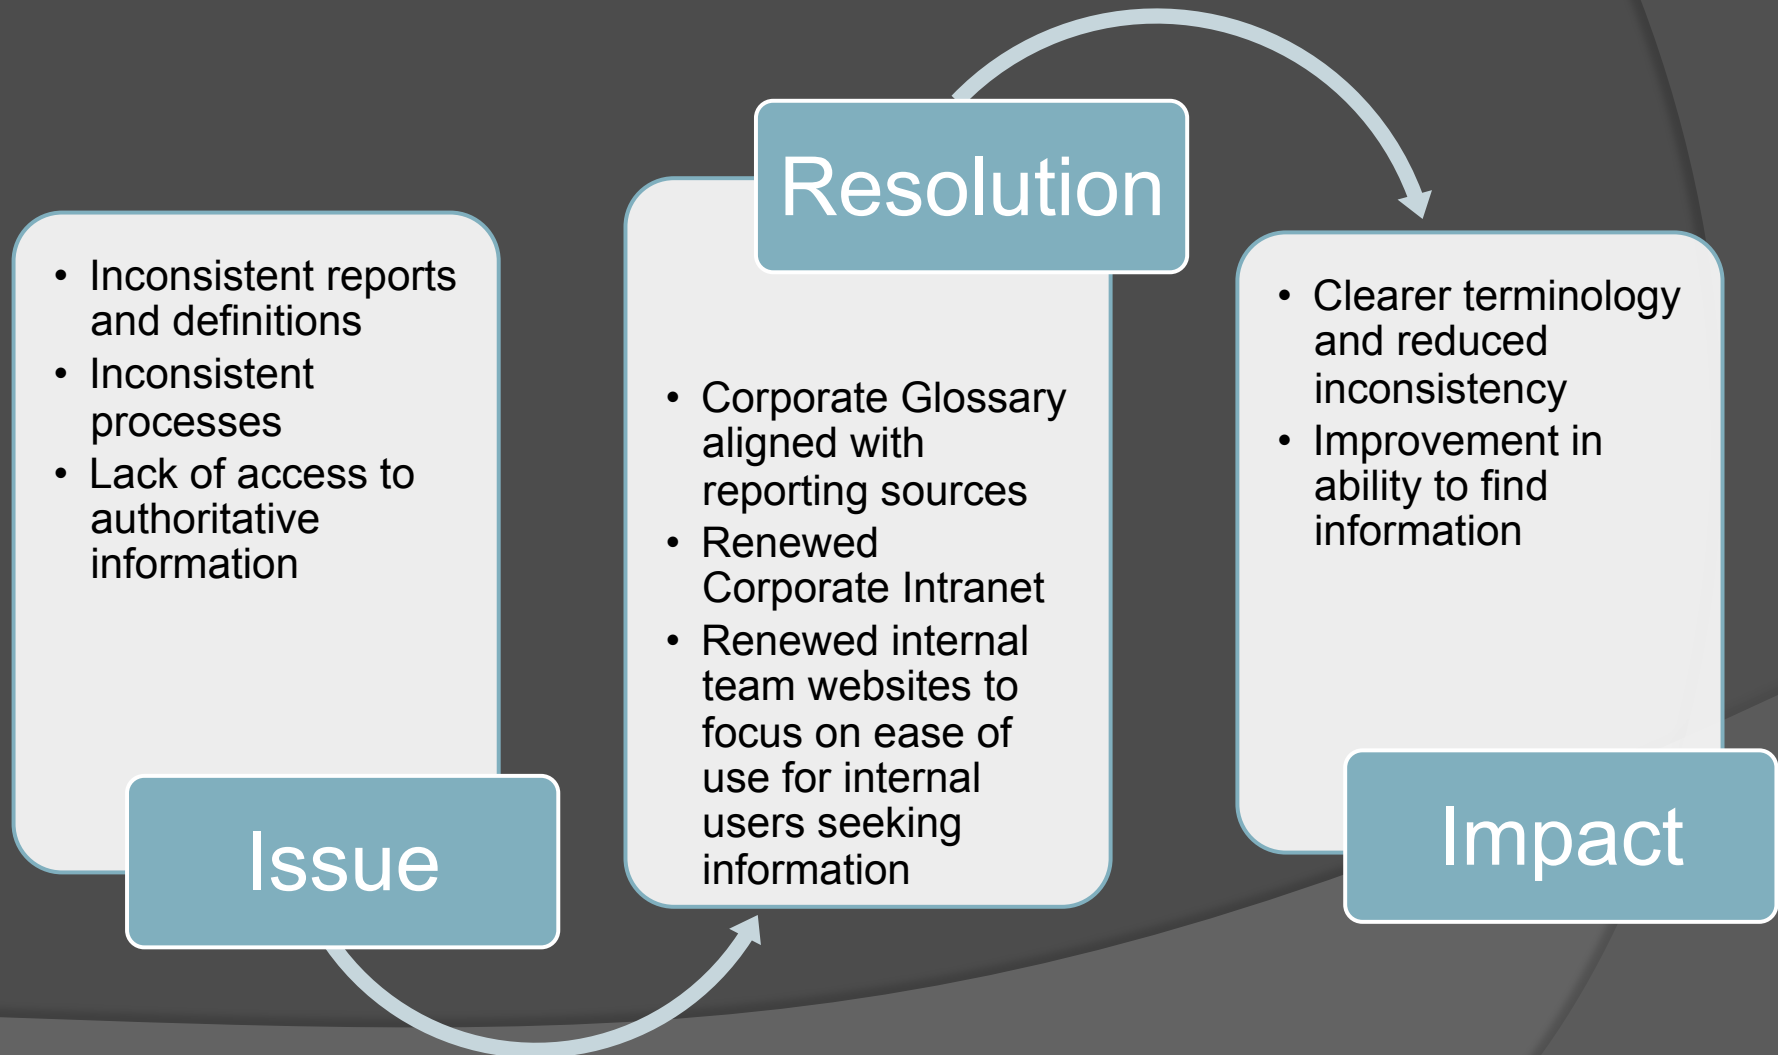 • Inconsistent reports
and definitions
• Inconsistent
processes
• Lack of access to
authoritative
information
Issue
Resolution
• Corporate Glossary
aligned with
reporting sources
• Renewed
Corporate Intranet
• Renewed internal
team websites to
focus on ease of
use for internal
users seeking
information
• Clearer terminology
and reduced
inconsistency
• Improvement in
ability to find
information
Impact